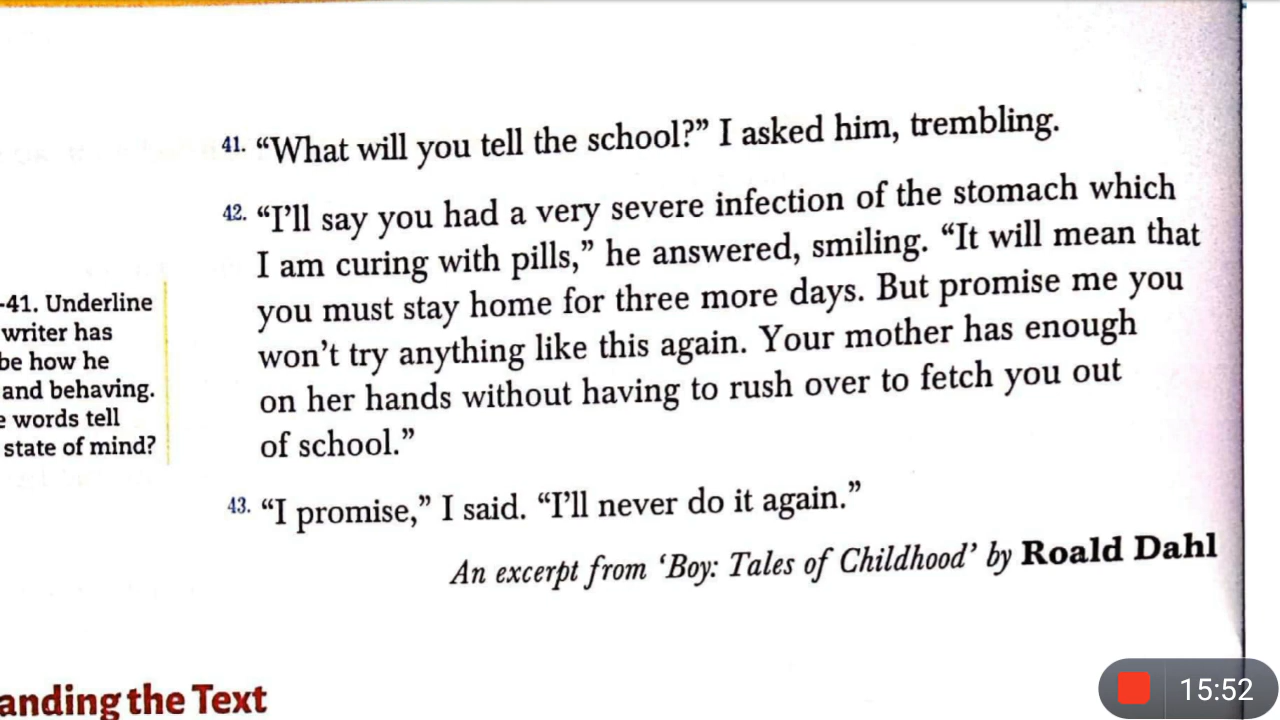 41. “What will you tell the school?” I asked him, trembling.
42. “I’ll say you had a very severe infection of the stomach which
I am curing with pills,” he answered, smiling. “It will mean that
you must stay home for three more days. But promise me you
won’t try anything like this again. Your mother has enough
on her hands without having to rush over to fetch you out
of school.”
43. “I promise,” I said. “I’ll never do it again.”
An excerpt from ‘Boy: Tales of Childhood’ by Roald Dahl
-41. Underline
writer has
be how he
and behaving.
e words tell
state of mind?
anding the Text
15:52